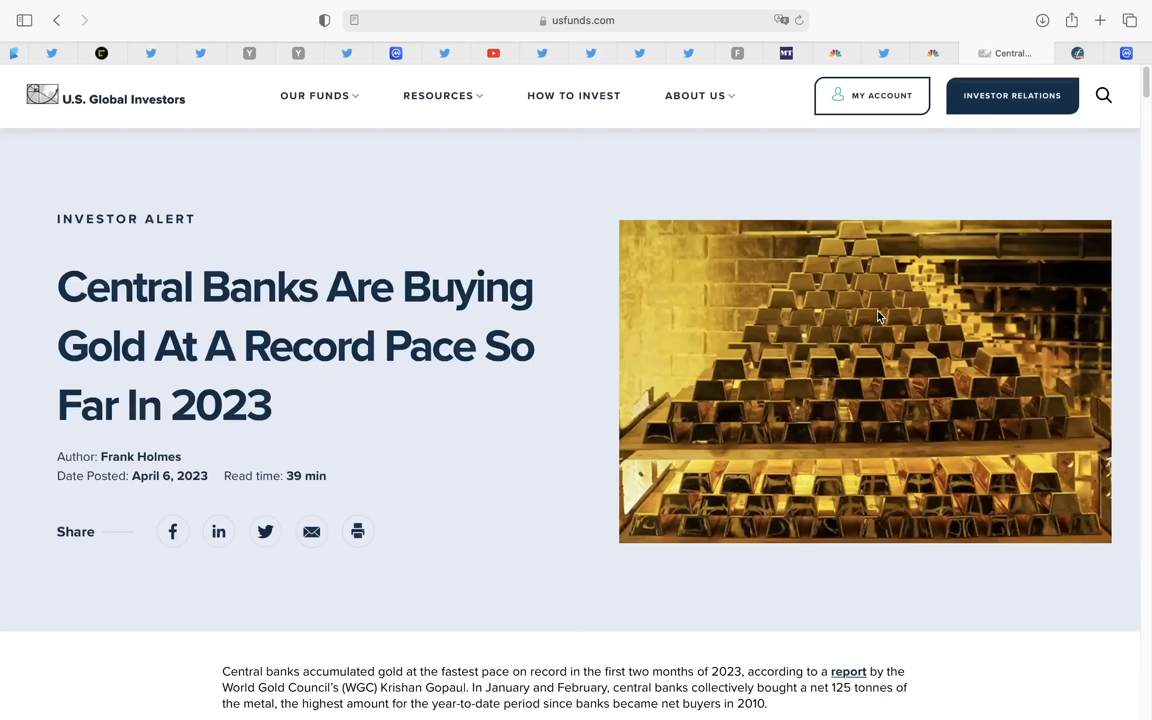 usfunds.com
Y
Y
F
MT
Central...
U.S. Global Investors
OUR FUNDS
RESOURCES
HOW TO INVEST
ABOUT US
MY ACCOUNT
INVESTOR RELATIONS
INVESTOR ALERT
Central Banks Are Buying
Gold At A Record Pace So
Far In 2023
Author: Frank Holmes
Date Posted: April 6, 2023 Read time: 39 min
Share
Central banks accumulated gold at the fastest pace on record in the first two months of 2023, according to a report by the
World Gold Council's (WGC) Krishan Gopaul. In January and February, central banks collectively bought a net 125 tonnes of
the metal, the highest amount for the year-to-date period since banks became net buyers in 2010.